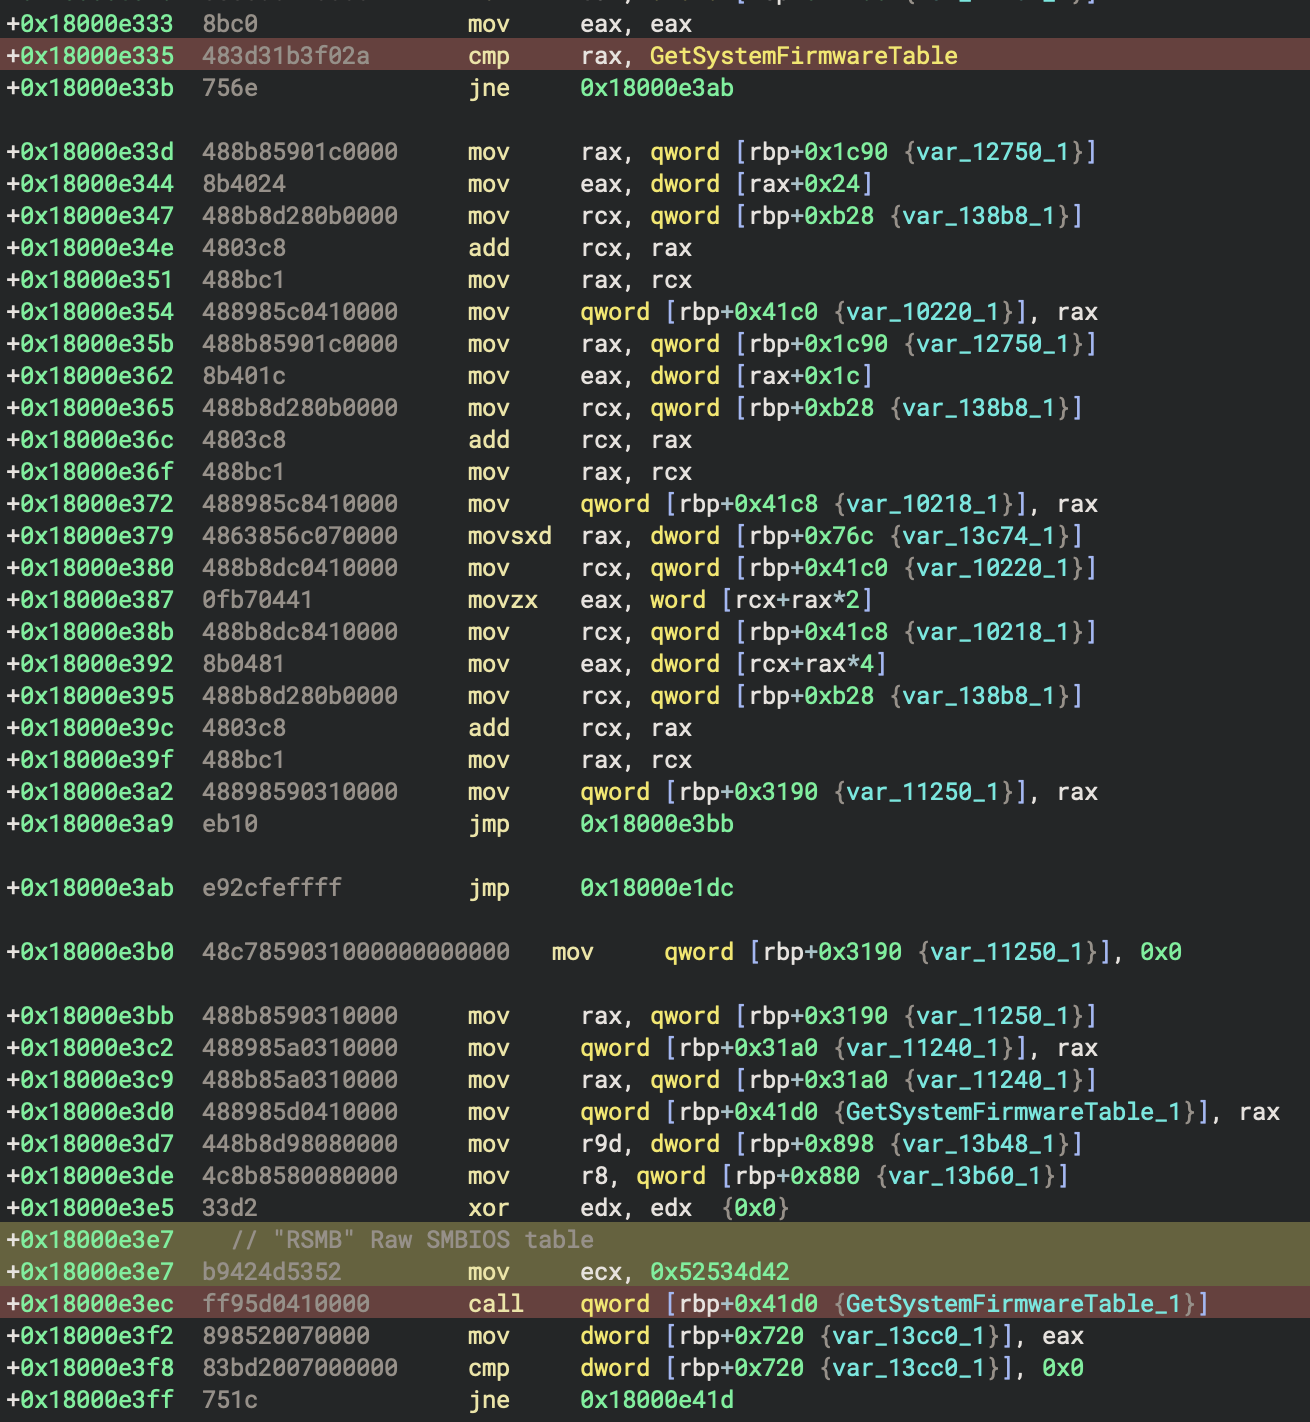 +0x18000e333  8bc0  mov  eax, eax
+0x18000e335  483d31b3f02a  cmp  rax, GetSystemFirmwareTable
+0x18000e33b  756e  jne  0x18000e3ab
+0x18000e33d  488b85901c0000  mov  rax, qword [rbp+0x1c90 {var_12750_1}]
+0x18000e344  8b4024  mov  eax, dword [rax+0x24]
+0x18000e347  488b8d280b0000  mov  rcx, qword [rbp+0xb28 {var_138b8_1}]
+0x18000e34e  4803c8  add  rcx, rax
+0x18000e351  488bc1  mov  rax, rcx
+0x18000e354  488985c0410000  mov  qword [rbp+0x41c0 {var_10220_1}], rax
+0x18000e35b  488b85901c0000  mov  rax, qword [rbp+0x1c90 {var_12750_1}]
+0x18000e362  8b401c  mov  eax, dword [rax+0x1c]
+0x18000e365  488b8d280b0000  mov  rcx, qword [rbp+0xb28 {var_138b8_1}]
+0x18000e36c  4803c8  add  rcx, rax
+0x18000e36f  488bc1  mov  rax, rcx
+0x18000e372  488985c8410000  mov  qword [rbp+0x41c8 {var_10218_1}], rax
+0x18000e379  4863856c070000  movsxd  rax, dword [rbp+0x76c {var_13c74_1}]
+0x18000e380  488b8dc0410000  mov  rcx, qword [rbp+0x41c0 {var_10220_1}]
+0x18000e387  0fb70441  movzx  eax, word [rcx+rax*2]
+0x18000e38b  488b8dc8410000  mov  rcx, qword [rbp+0x41c8 {var_10218_1}]
+0x18000e392  8b0481  mov  eax, dword [rcx+rax*4]
+0x18000e395  488b8d280b0000  mov  rcx, qword [rbp+0xb28 {var_138b8_1}]
+0x18000e39c  4803c8  add  rcx, rax
+0x18000e39f  488bc1  mov  rax, rcx
+0x18000e3a2  48898590310000  mov  qword [rbp+0x3190 {var_11250_1}], rax
+0x18000e3a9  eb10  jmp  0x18000e3bb
+0x18000e3ab  e92cfeffff  jmp  0x18000e1dc
+0x18000e3b0  48c7859031000000000000  mov  qword [rbp+0x3190 {var_11250_1}], 0x0
+0x18000e3bb  488b8590310000  mov  rax, qword [rbp+0x3190 {var_11250_1}]
+0x18000e3c2  488985a0310000  mov  qword [rbp+0x31a0 {var_11240_1}], rax
+0x18000e3c9  488b85a0310000  mov  rax, qword [rbp+0x31a0 {var_11240_1}]
+0x18000e3d0  488985d0410000  mov  qword [rbp+0x41d0 {GetSystemFirmwareTable_1}], rax
+0x18000e3d7  448b8d98080000  mov  r9d, dword [rbp+0x898 {var_13b48_1}]
+0x18000e3de  4c8b8580080000  mov  r8, qword [rbp+0x880 {var_13b60_1}]
+0x18000e3e5  33d2  xor  edx, edx  {0x0}
+0x18000e3e7  // "RSMB" Raw SMBIOS table
+0x18000e3e7  b9424d5352  mov  ecx, 0x52534d42
+0x18000e3ec  ff95d0410000  call  qword [rbp+0x41d0 {GetSystemFirmwareTable_1}]
+0x18000e3f2  898520070000  mov  dword [rbp+0x720 {var_13cc0_1}], eax
+0x18000e3f8  83bd2007000000  cmp  dword [rbp+0x720 {var_13cc0_1}], 0x0
+0x18000e3ff  751c  jne  0x18000e41d